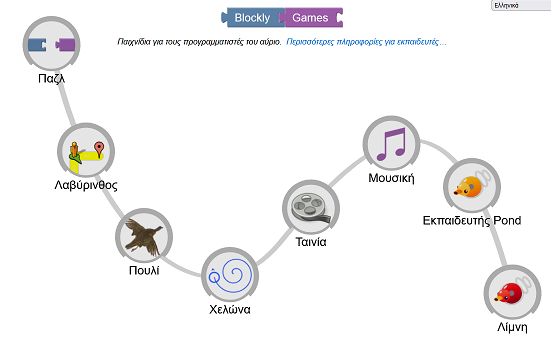 Ελληνικά
Blockly Games
Παιχνίδια για τους προγραμματιστές του αύριο. Περισσότερες πληροφορίες για εκπαιδευτές...
Παζλ
Λαβύρινθος
Πουλί
Χελώνα
Ταινία
Μουσική
Εκπαιδευτής Pond
Λίμνη